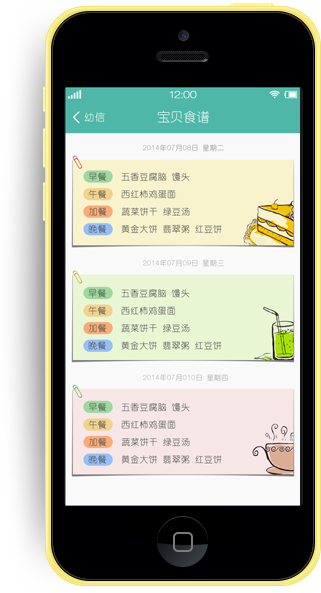 12:00
幼信 宝贝食谱
2014年07月08日 星期二
早餐 五香豆腐脑 馒头
午餐 西红柿鸡蛋面
加餐 蔬菜饼干 绿豆汤
晚餐 黄金大饼 翡翠粥 红豆饼
2014年07月09日 星期三
早餐 五香豆腐脑 馒头
午餐 西红柿鸡蛋面
加餐 蔬菜饼干 绿豆汤
晚餐 黄金大饼 翡翠粥 红豆饼
2014年07月010日 星期四
早餐 五香豆腐脑 馒头
午餐 西红柿鸡蛋面
加餐 蔬菜饼干 绿豆汤
晚餐 黄金大饼 翡翠粥 红豆饼